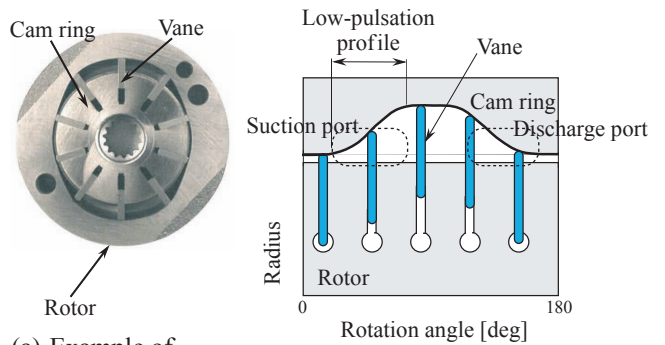 Cam ring
Vane
Rotor
(a) Example of
Low-pulsation
profile
Vane
Cam ring
Suction port
Discharge port
Radius
Rotor
0
180
Rotation angle [deg]